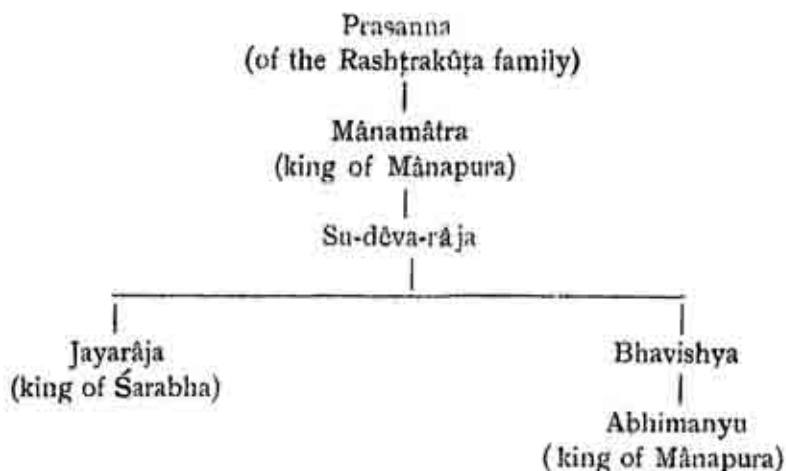 Prasanna
(of the Rashṭrakûṭa family)
Mânamâtra
(king of Mânapura)
Su-dêva-râja
Jayarâja
(king of Śarabha)
Bhavishya
Abhimanyu
(king of Mânapura)